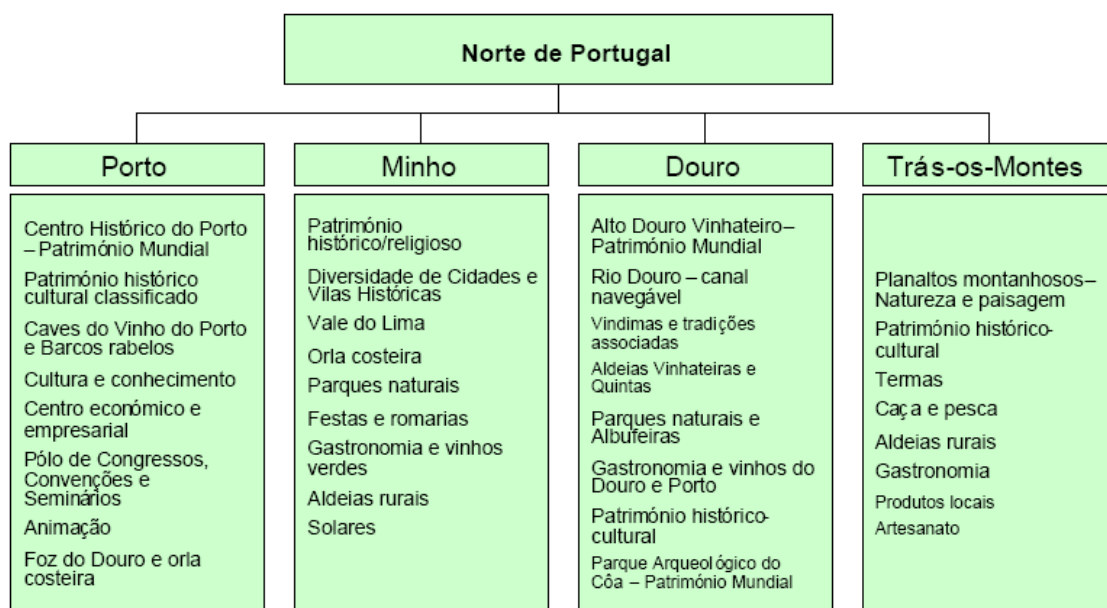 Norte de Portugal
Porto
Centro Histórico do Porto
– Património Mundial
Património histórico
cultural classificado
Caves do Vinho do Porto
e Barcos rabelos
Cultura e conhecimento
Centro económico e
empresarial
Pólo de Congressos,
Convenções e
Seminários
Animação
Foz do Douro e orla
costeira
Minho
Património
histórico/religioso
Diversidade de Cidades e
Vilas Históricas
Vale do Lima
Orla costeira
Parques naturais
Festas e romarias
Gastronomia e vinhos
verdes
Aldeias rurais
Solares
Douro
Alto Douro Vinhateiro–
Património Mundial
Rio Douro – canal
navegável
Vindimas e tradições
associadas
Aldeias Vinhateiras e
Quintas
Parques naturais e
Albufeiras
Gastronomia e vinhos do
Douro e Porto
Património histórico-
cultural
Parque Arqueológico do
Côa – Património Mundial
Trás-os-Montes
Planaltos montanhosos–
Natureza e paisagem
Património histórico-
cultural
Termas
Caça e pesca
Aldeias rurais
Gastronomia
Produtos locais
Artesanato